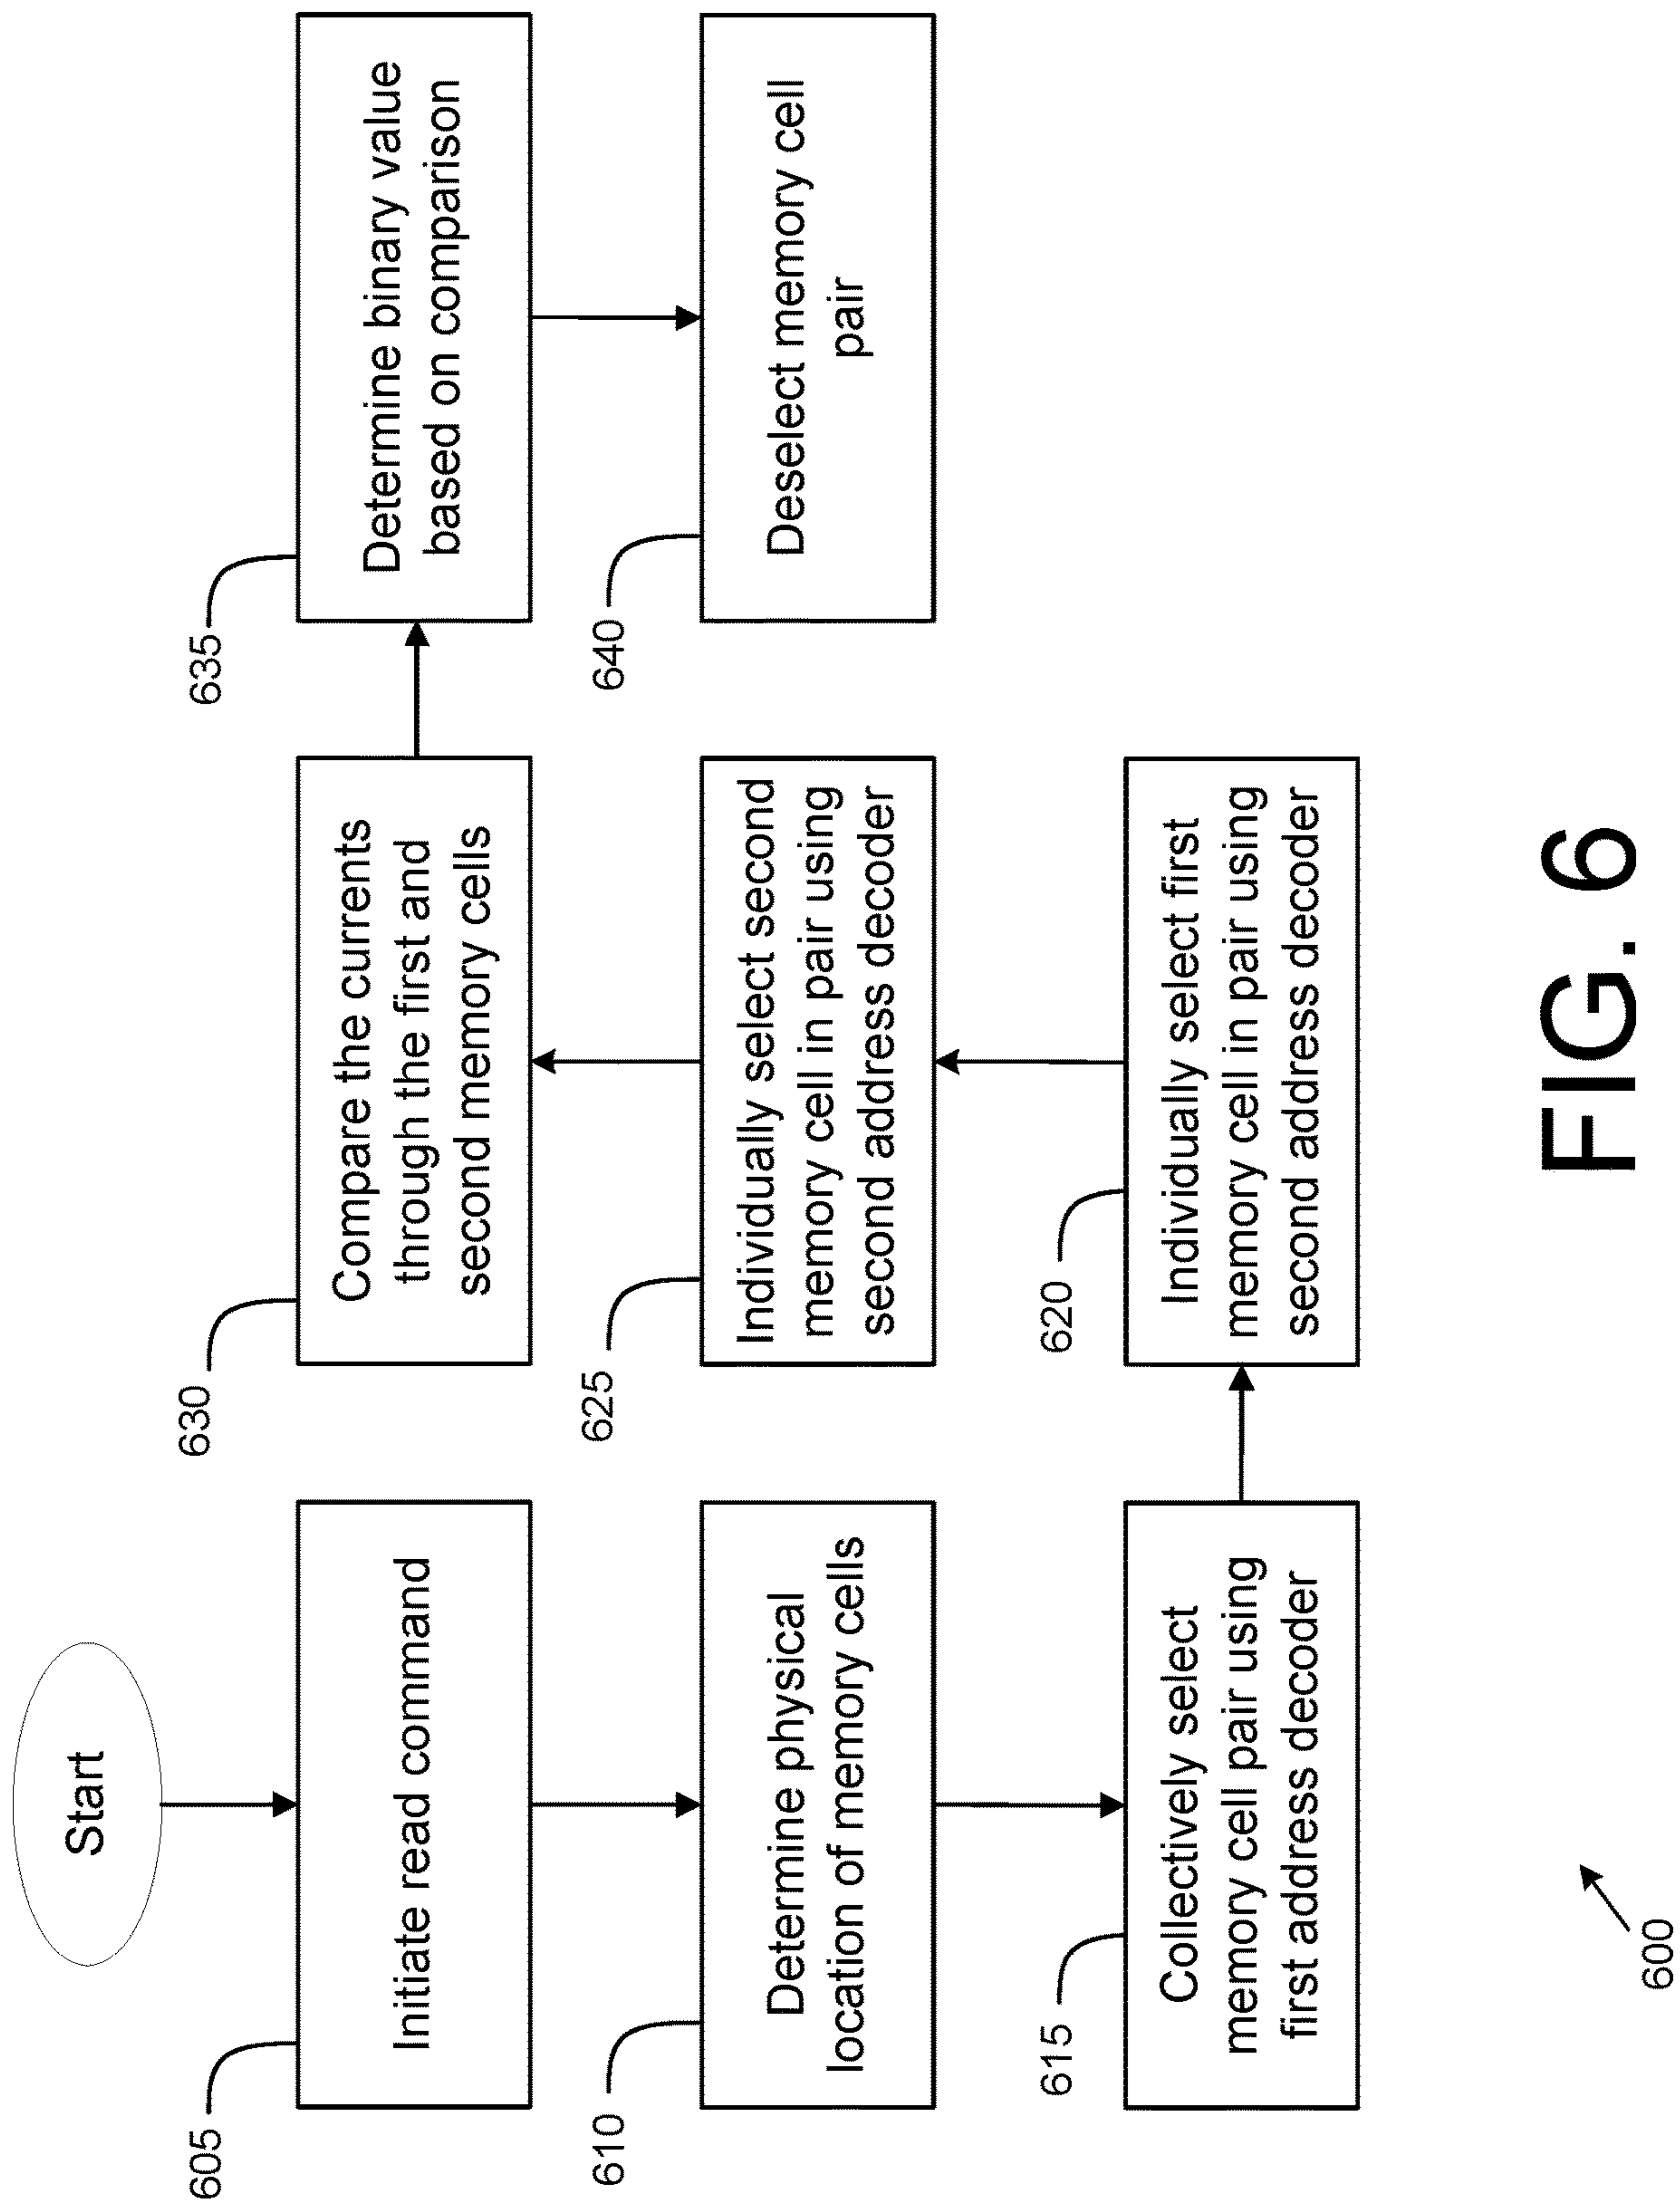 Start
605
Initiate read command
610
Determine physical
location of memory cells
615
Collectively select
memory cell pair using
first address decoder
620
Individually select first
memory cell in pair using
second address decoder
625
Individually select second
memory cell in pair using
second address decoder
630
Compare the currents
through the first and
second memory cells
635
Determine binary value
based on comparison
640
Deselect memory cell
pair
600
FIG. 6